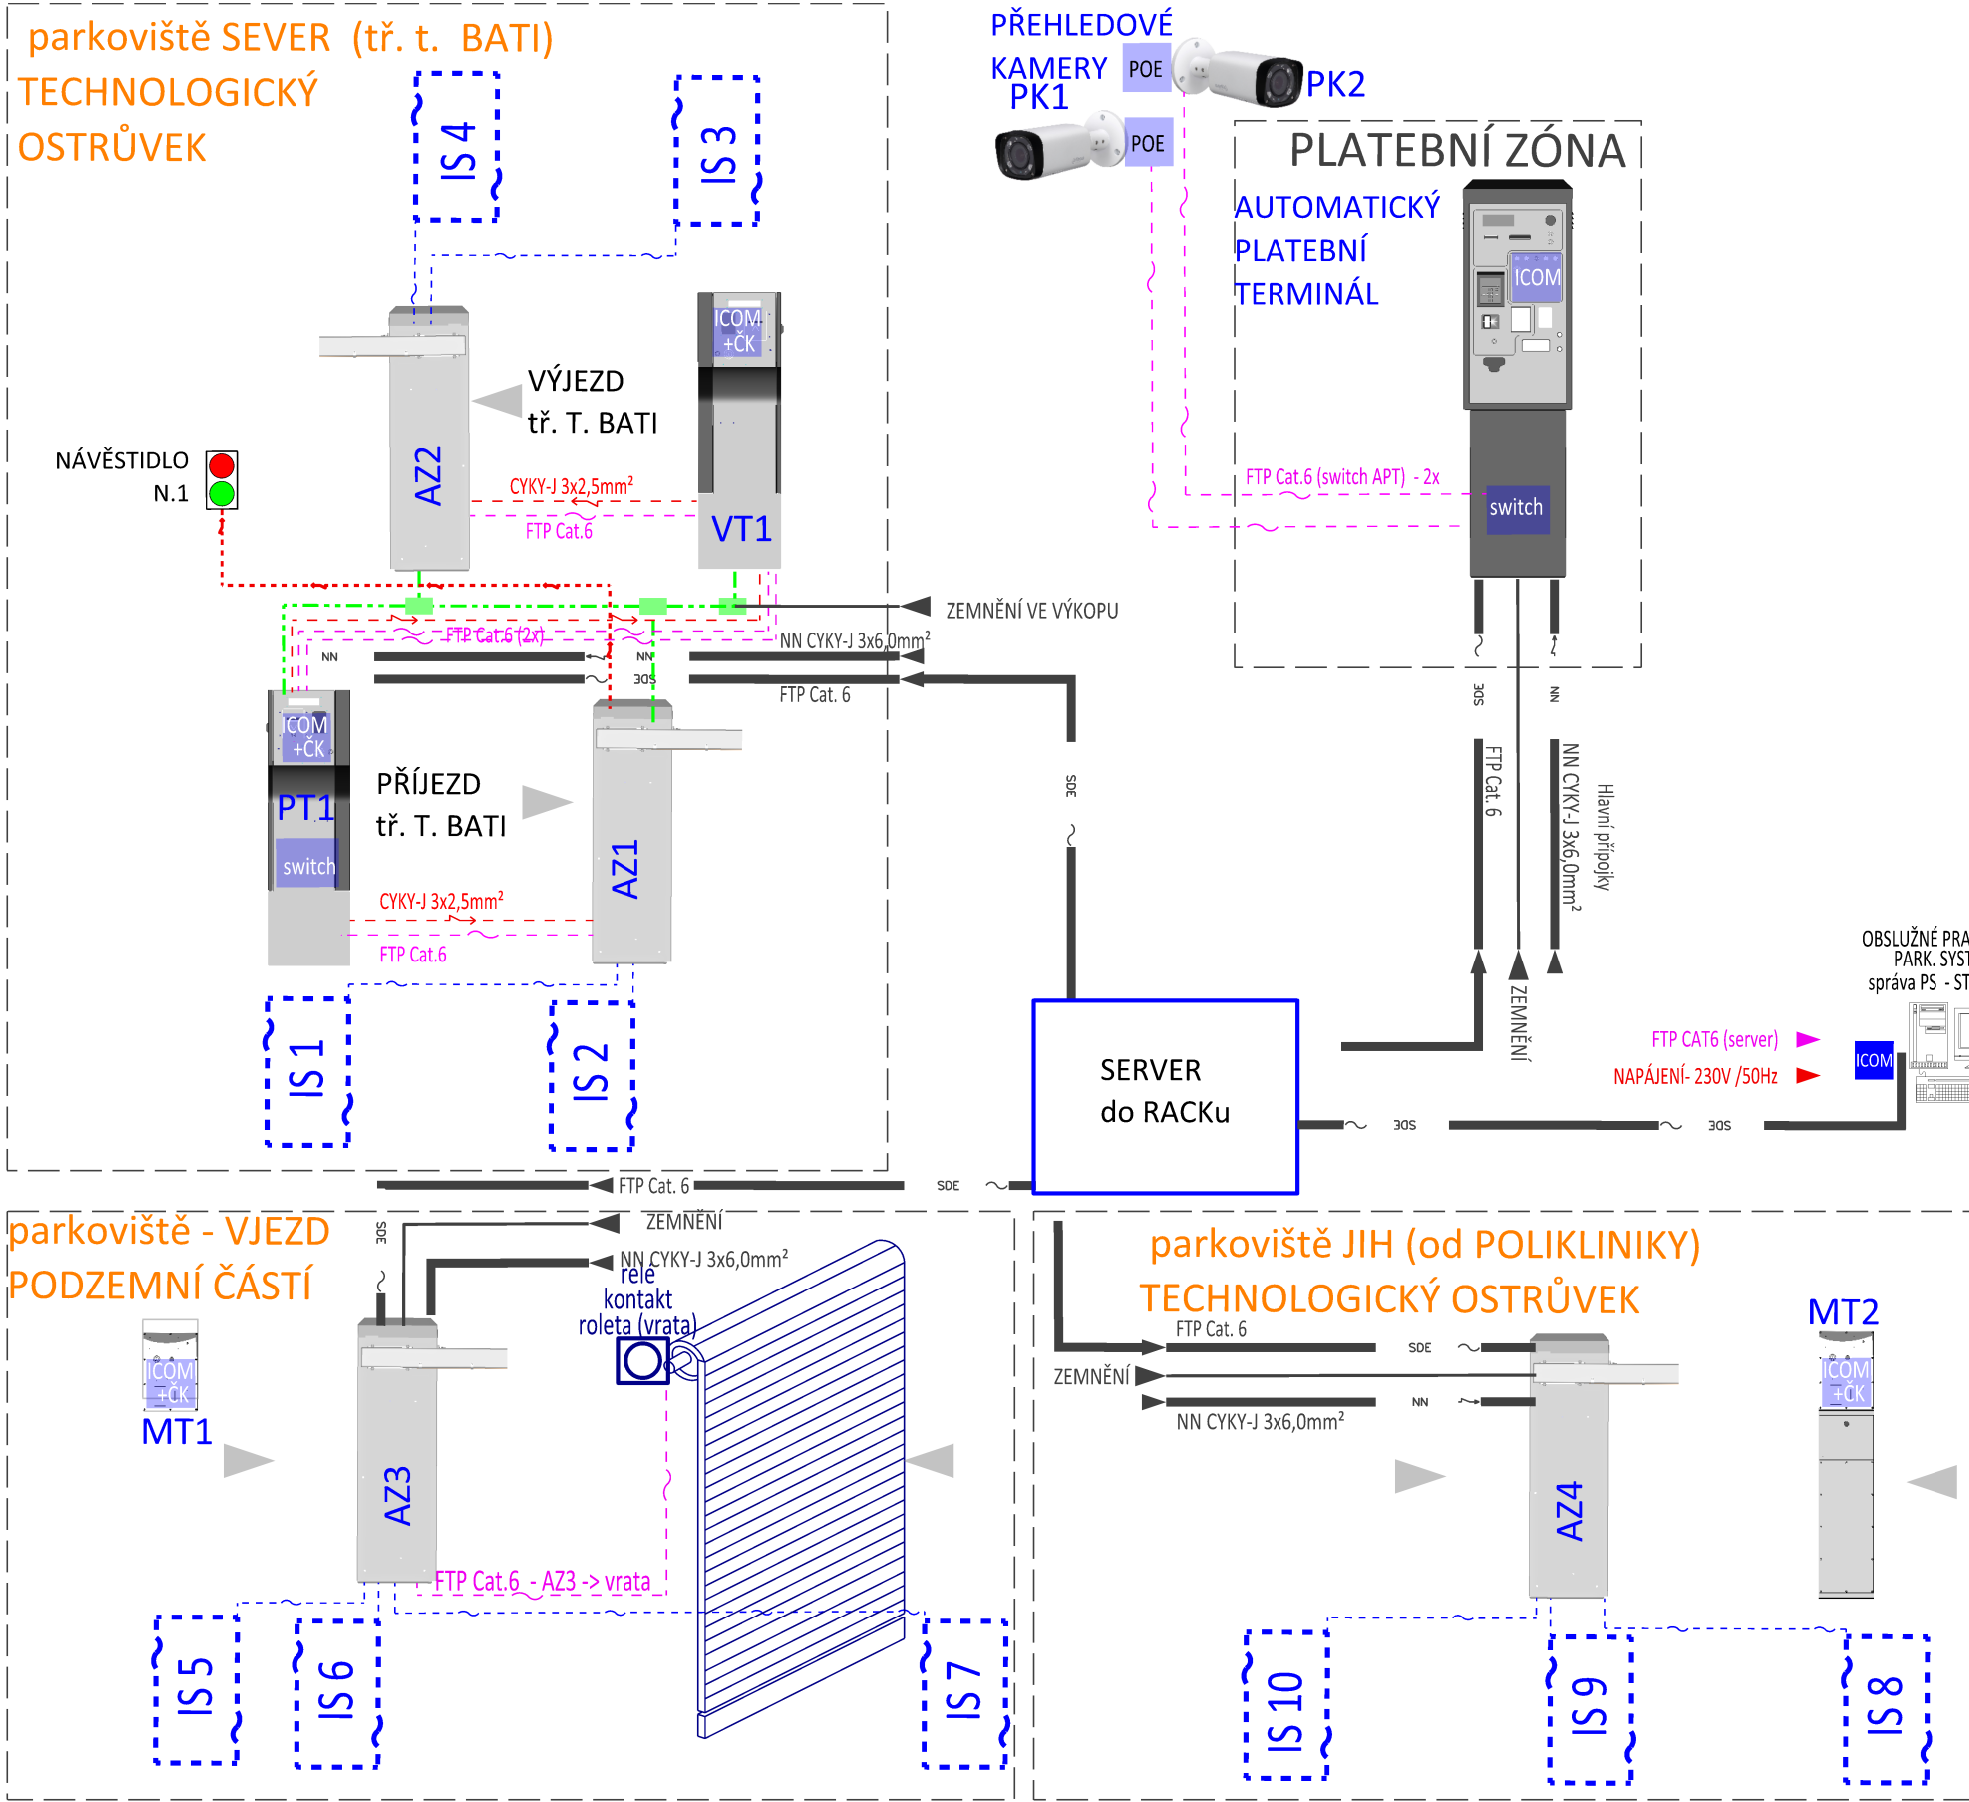 parkoviště SEVER (tř. t. BATI)
TECHNOLOGICKÝ
OSTRŮVEK
IS 4
IS 3
ICOM
+ČK
VÝJEZD
tř. T. BATI
AZ2
VT1
NÁVĚSTIDLO
N.1
CYKY-J 3x2,5mm²
FTP Cat.6
ZEMNĚNÍ VE VÝKOPU
FTP Cat.6 (2x)
NN CYKY-J 3x6,0mm²
NN
NN
SDE
FTP Cat. 6
ICOM
+ČK
PT1
switch
PŘÍJEZD
tř. T. BATI
AZ1
CYKY-J 3x2,5mm²
FTP Cat.6
IS 1
IS 2
PŘEHLEDOVÉ
KAMERY
POE
PK2
PK1
POE
PLATEBNÍ ZÓNA
AUTOMATICKÝ
PLATEBNÍ
TERMINÁL
ICOM
FTP Cat.6 (switch APT) - 2x
switch
SDE
NN
SDE
FTP Cat. 6
NN CYKY-J 3x6,0mm²
Hlavní přípojky
ZEMNĚNÍ
OBSLUŽNÉ PRA
PARK. SYST
správa PS - ST
FTP CAT6 (server)
ICOM
NAPÁJENÍ- 230V /50Hz
SERVER
do RACKu
SDE
SDE
FTP Cat. 6
SDE
parkoviště - VJEZD
PODZEMNÍ ČÁSTÍ
SDE
ZEMNĚNÍ
NN CYKY-J 3x6,0mm²
relé
kontakt
roleta (vrata)
ICOM
+ČK
MT1
AZ3
FTP Cat.6 - AZ3 -> vrata
IS 5
IS 6
IS 7
parkoviště JIH (od POLIKLINIKY)
TECHNOLOGICKÝ OSTRŮVEK
MT2
FTP Cat. 6
SDE
ZEMNĚNÍ
NN
NN CYKY-J 3x6,0mm²
ICOM
+ČK
AZ4
IS 10
IS 9
IS 8